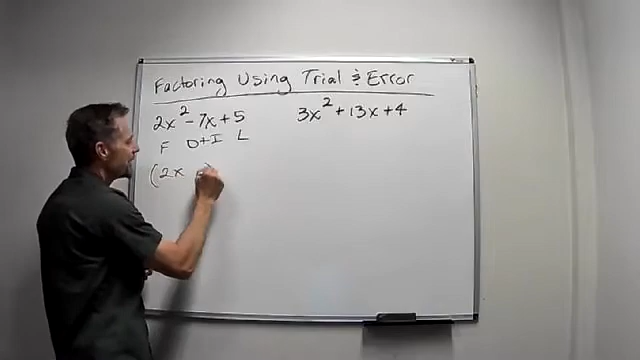 Factoring Using Trial & Error
2x² - 7x + 5
F O+I L
(2x
3x² + 13x + 4